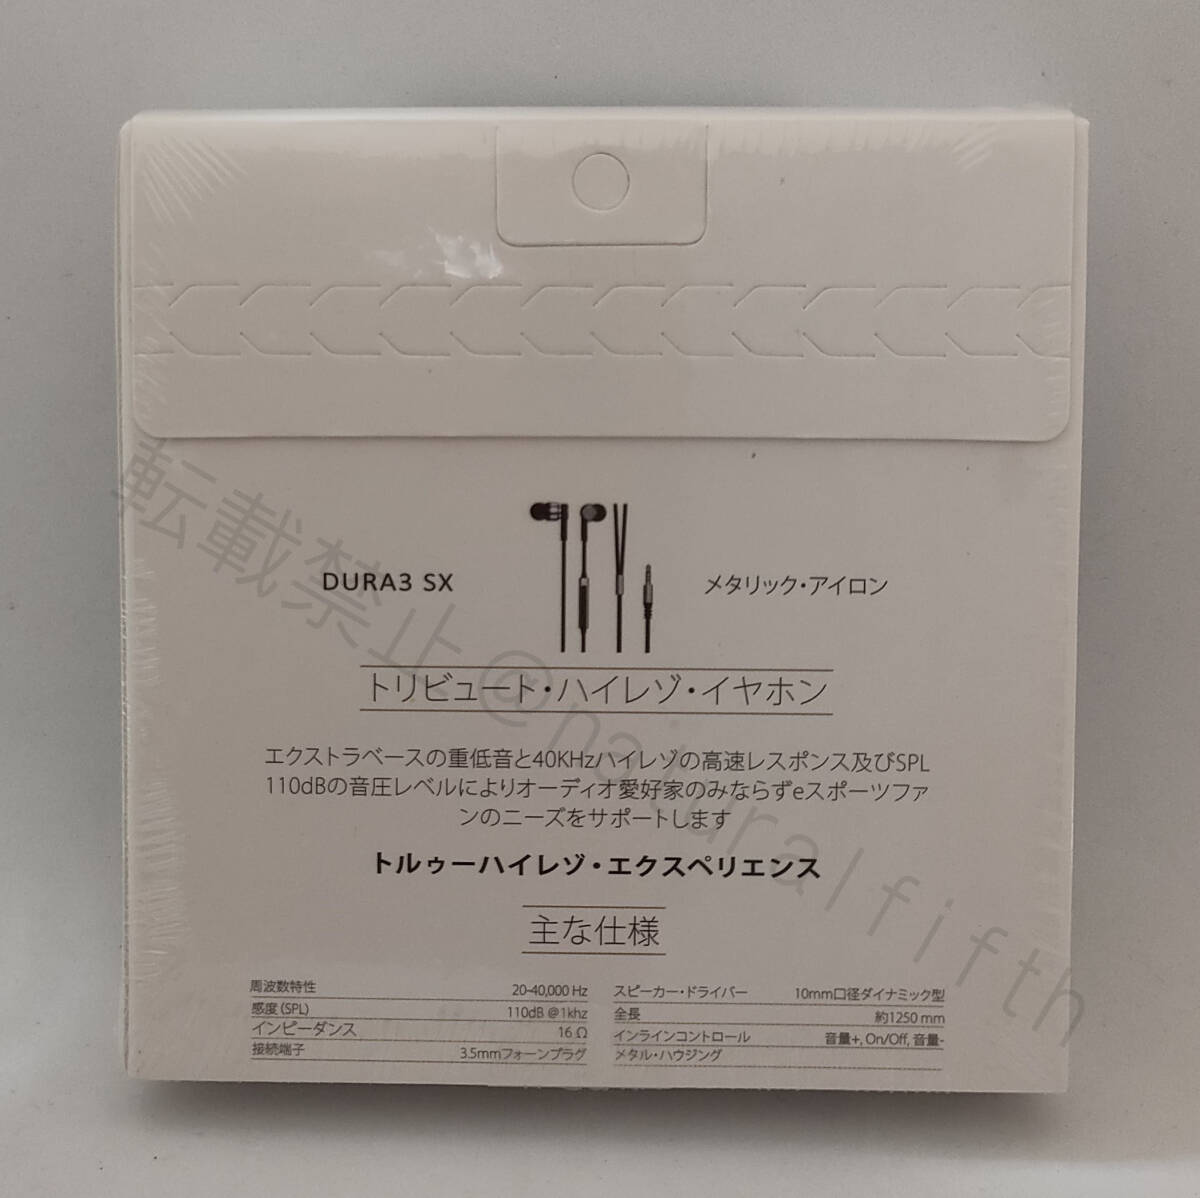 DURA3 SX
メタリック・アイロン
トリビュート・ハイレゾ・イヤホン
エクストラベースの重低音と40KHzハイレゾの高速レスポンス及びSPL
110dBの音圧レベルによりオーディオ愛好家のみならずeスポーツファ
ンのニーズをサポートします
トルゥーハイレゾ・エクスペリエンス
主な仕様
周波数特性 20-40,000 Hz
感度(SPL) 110dB @1khz
インピーダンス 16 Ω
接続端子 3.5mmフォーンプラグ
スピーカー・ドライバー 10mm口径ダイナミック型
全長 約1250 mm
インラインコントロール 音量+, On/Off, 音量-
メタル・ハウジング
転載禁止@naturalfifth